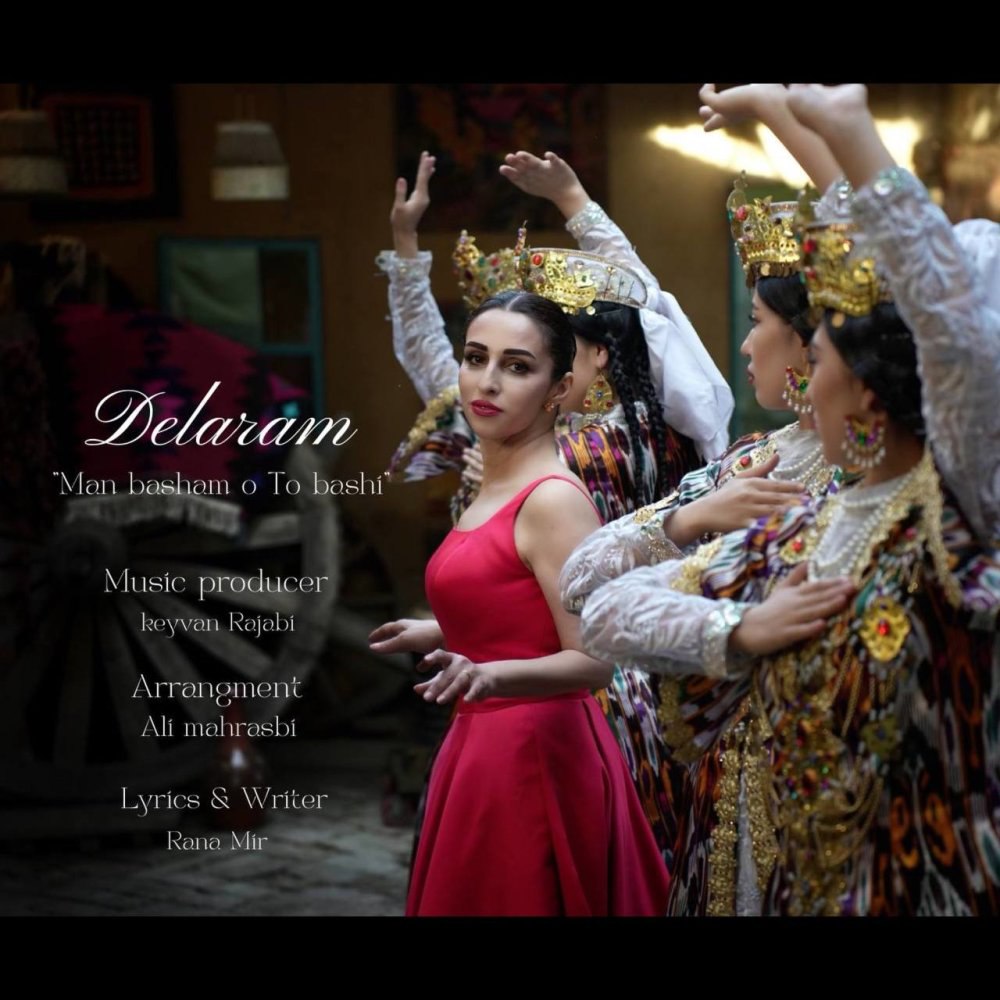 Delaram
"Man basham o To bashi"
Music producer
keyvan Rajabi
Arrangment
Ali mahrasbi
Lyrics & Writer
Rana Mir